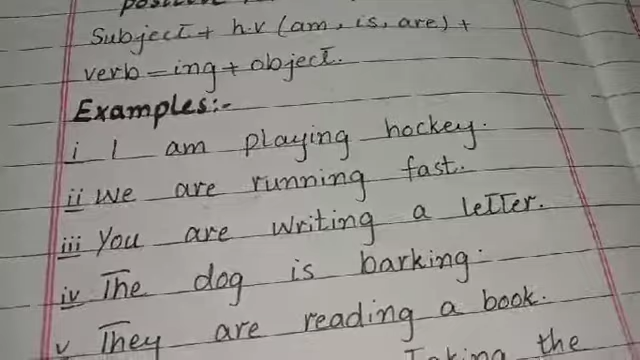 Subject + h.v (am, is, are) +
verb-ing + object.
Examples:-
i I am playing hockey.
ii We are running fast.
iii You are writing a letter.
iv The dog is barking.
v They are reading a book.
the